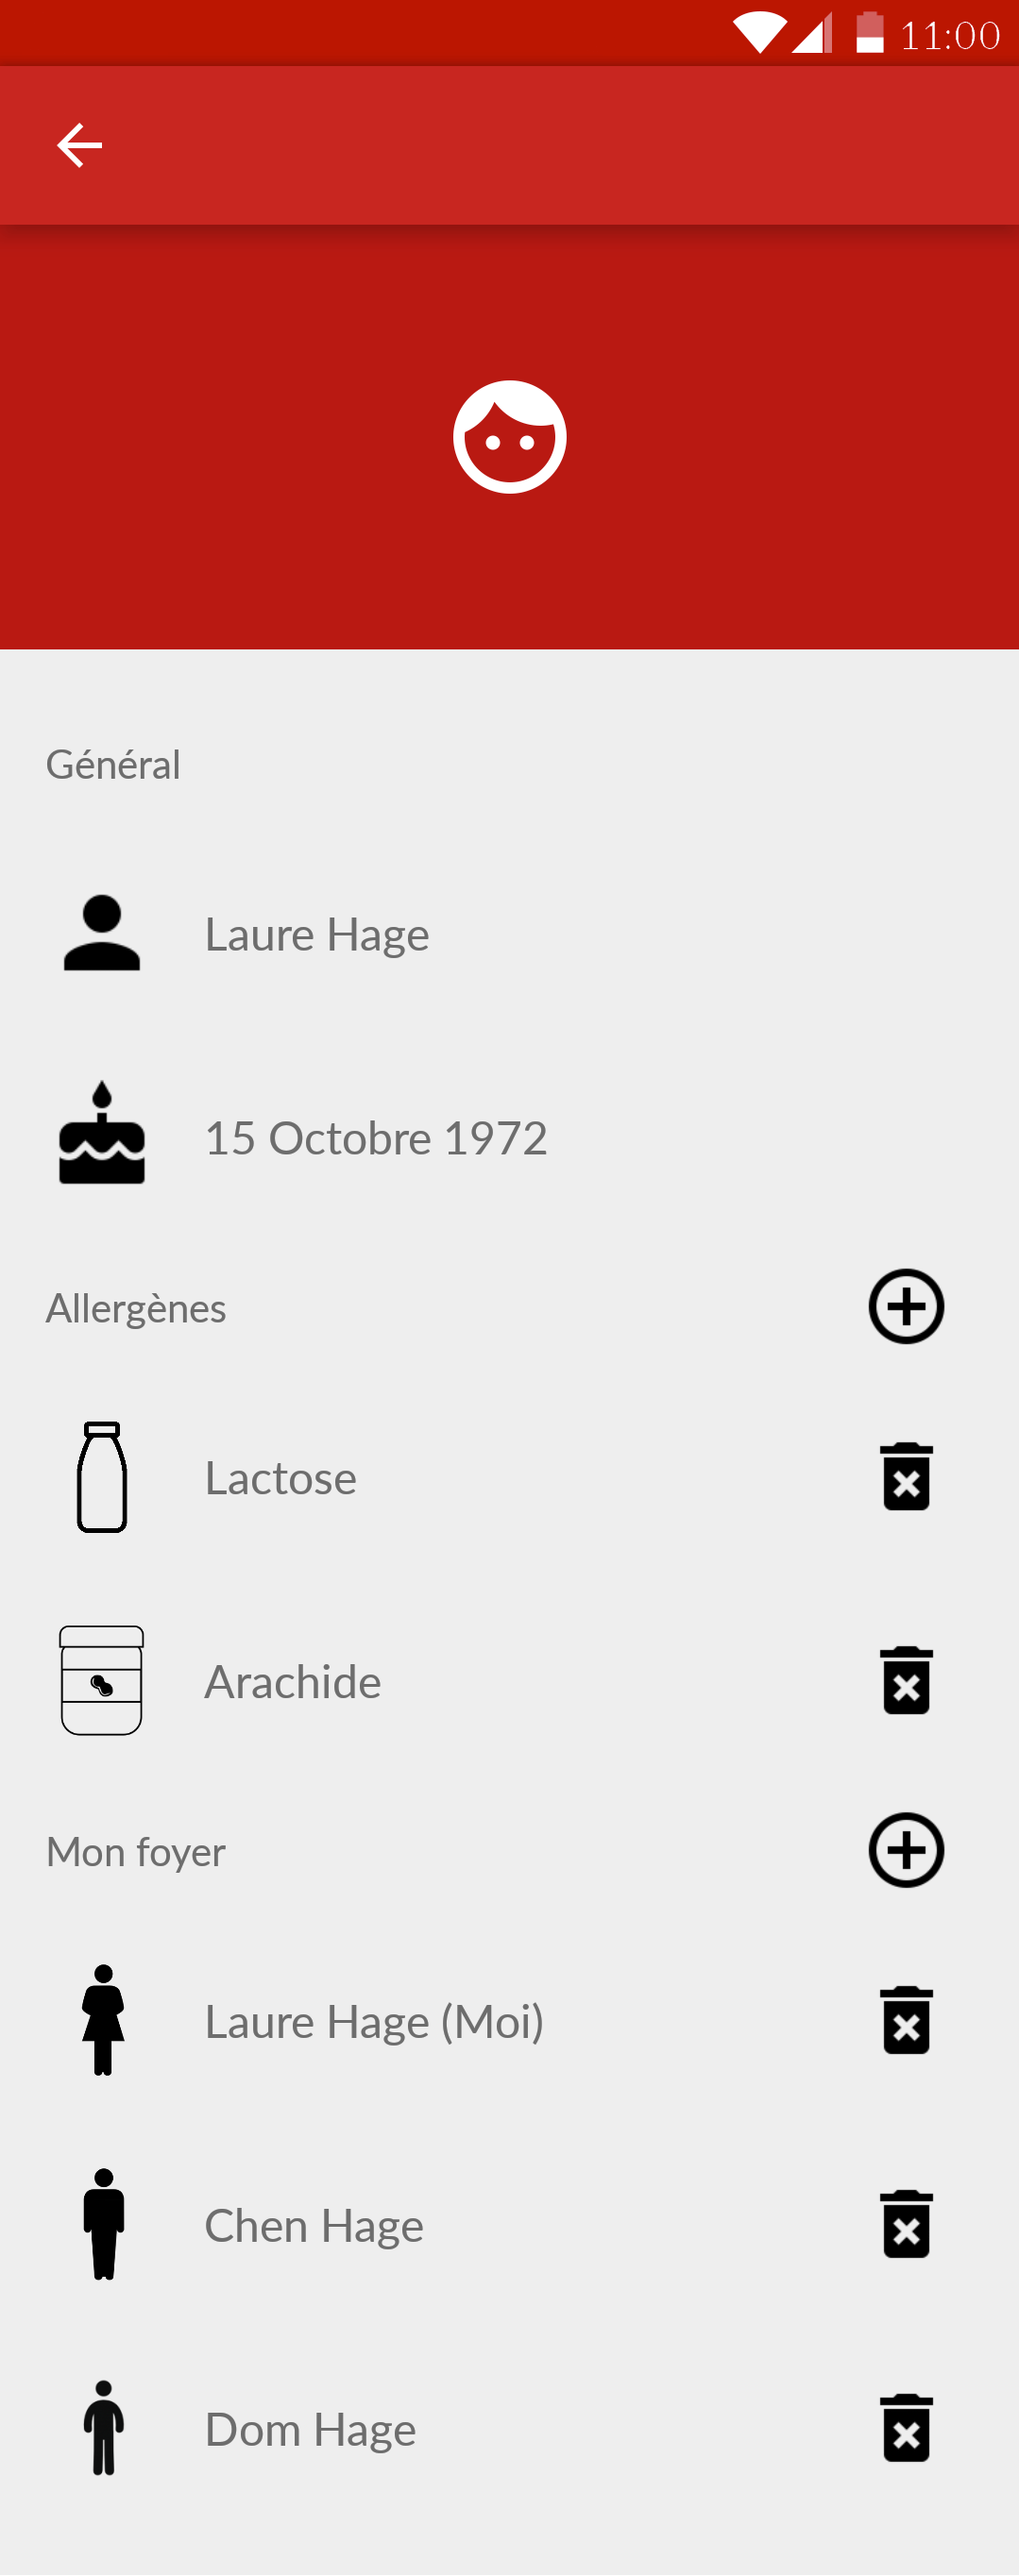 11:00
Général
Laure Hage
15 Octobre 1972
Allergènes
Lactose
Arachide
Mon foyer
Laure Hage (Moi)
Chen Hage
Dom Hage